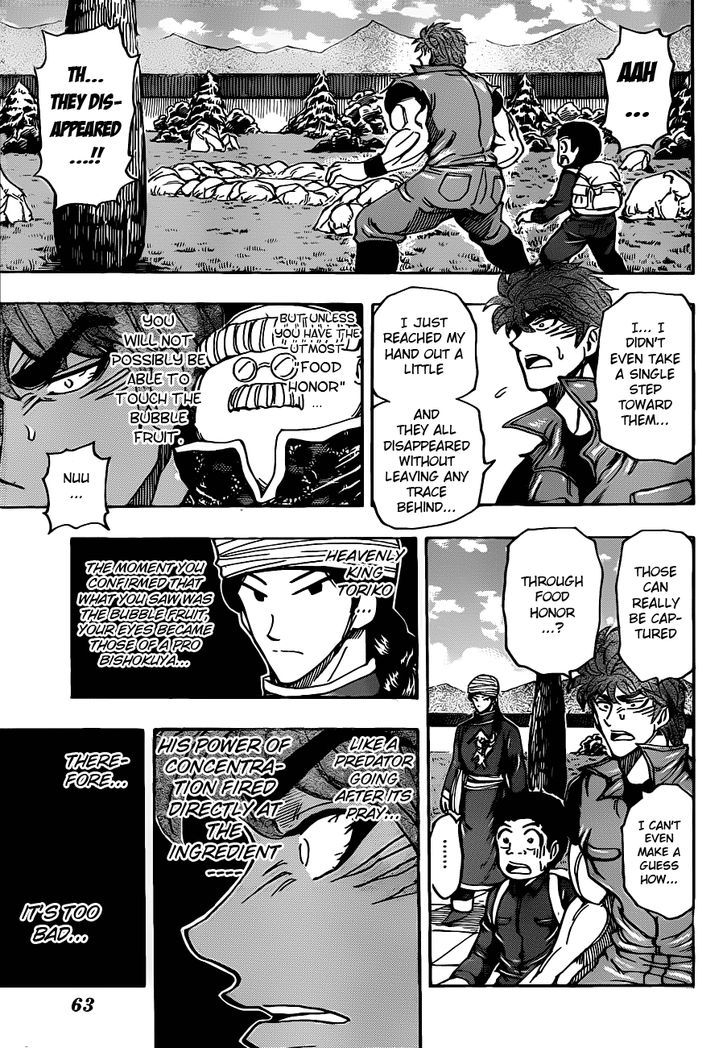 AAH
...
TH...
THEY DIS-
APPEARED
...!!
I... I
DIDN'T
EVEN TAKE
A SINGLE
STEP
TOWARD
THEM...
I JUST
REACHED MY
HAND OUT A
LITTLE
AND
THEY ALL
DISAPPEARED
WITHOUT
LEAVING ANY
TRACE
BEHIND...
BUT UNLESS
YOU HAVE THE
UTMOST
"FOOD
HONOR"
...
YOU
WILL NOT
POSSIBLY BE
ABLE TO
TOUCH THE
BUBBLE
FRUIT.
NUU
...
THOSE
CAN
REALLY
BE CAP-
TURED
THROUGH
FOOD
HONOR
...?
I CAN'T
EVEN
MAKE A
GUESS
HOW...
........
HEAVENLY
KING
TORIKO...
THE MOMENT YOU
CONFIRMED THAT
WHAT YOU SAW WAS
THE BUBBLE FRUIT,
YOUR EYES BECAME
THOSE OF A PRO
BISHOKUYA...
LIKE A
PREDATOR
GOING
AFTER ITS
PRAY...
HIS POWER OF
CONCENTRA-
TION FIRED
DIRECTLY AT
THE
INGREDIENT
----
THERE-
FORE...
IT'S TOO
BAD...
63